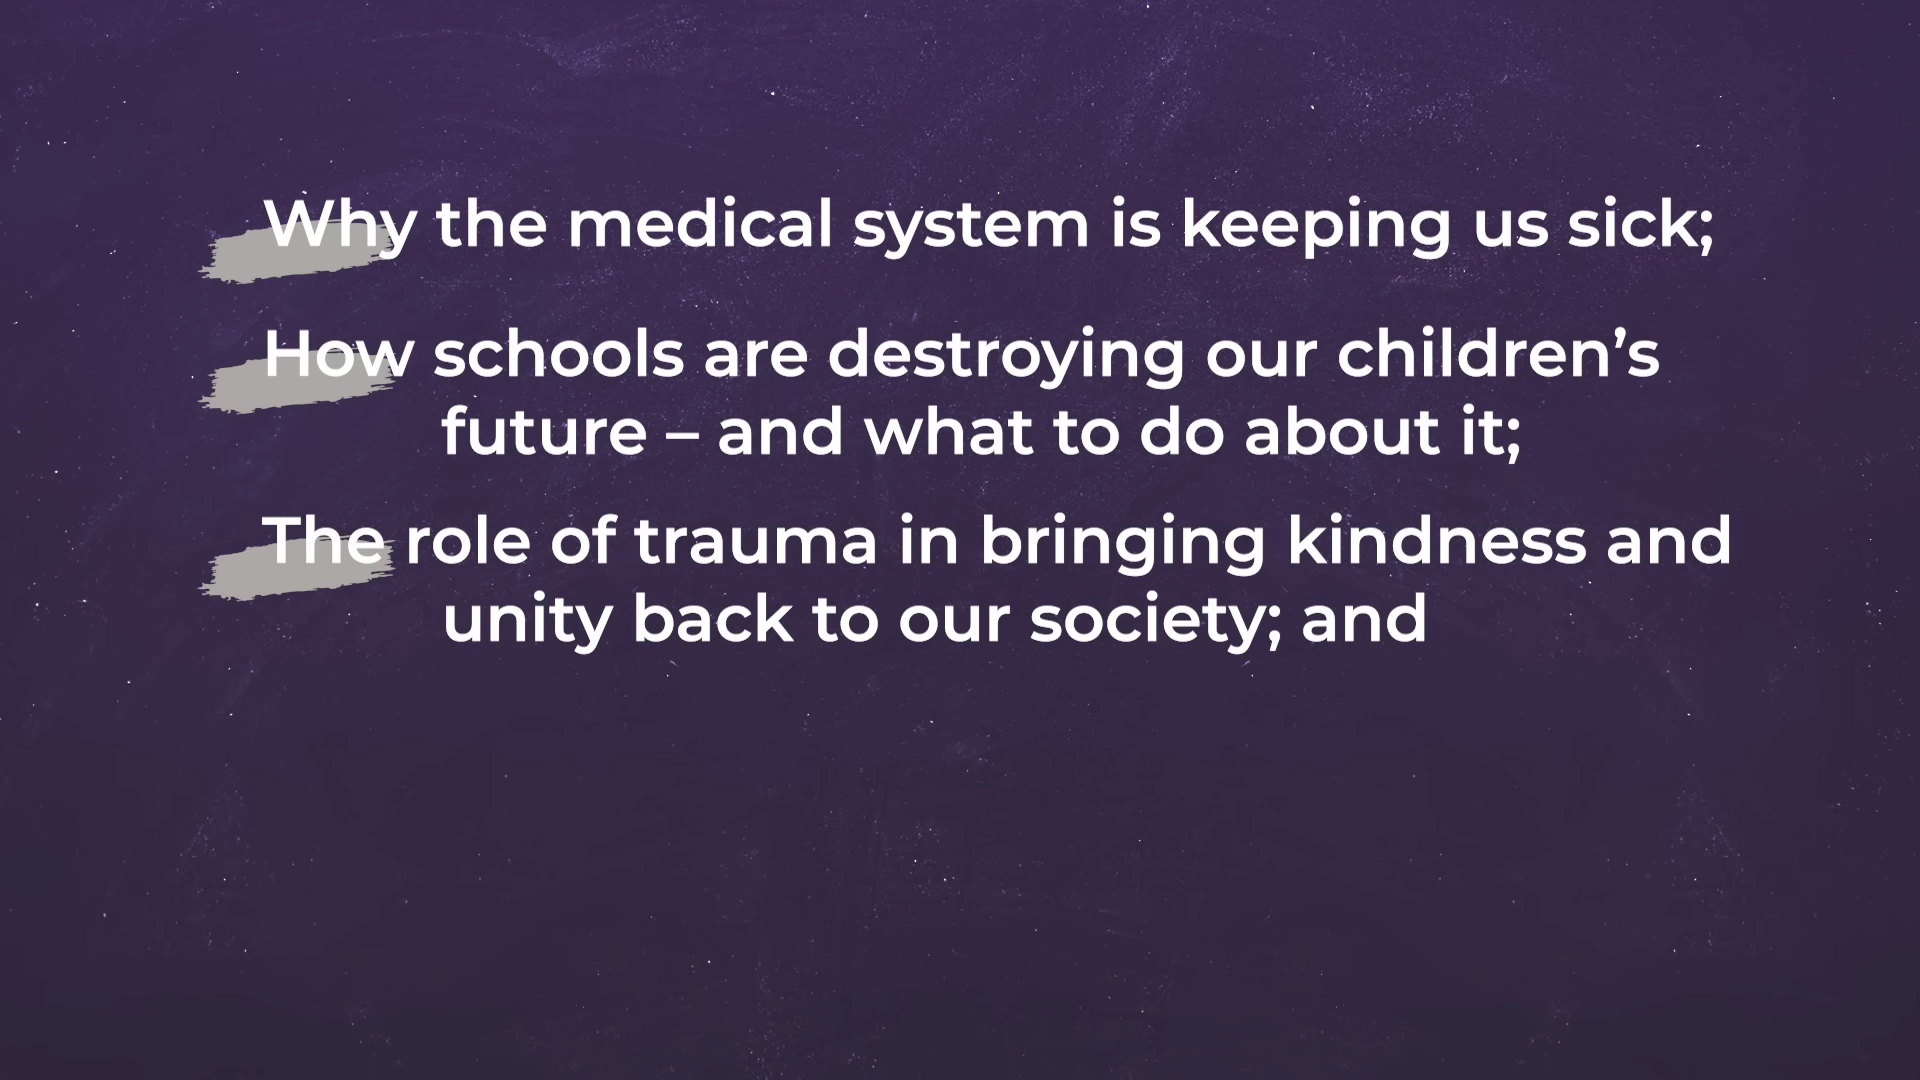 Why the medical system is keeping us sick;
How schools are destroying our children’s
future – and what to do about it;
The role of trauma in bringing kindness and
unity back to our society; and